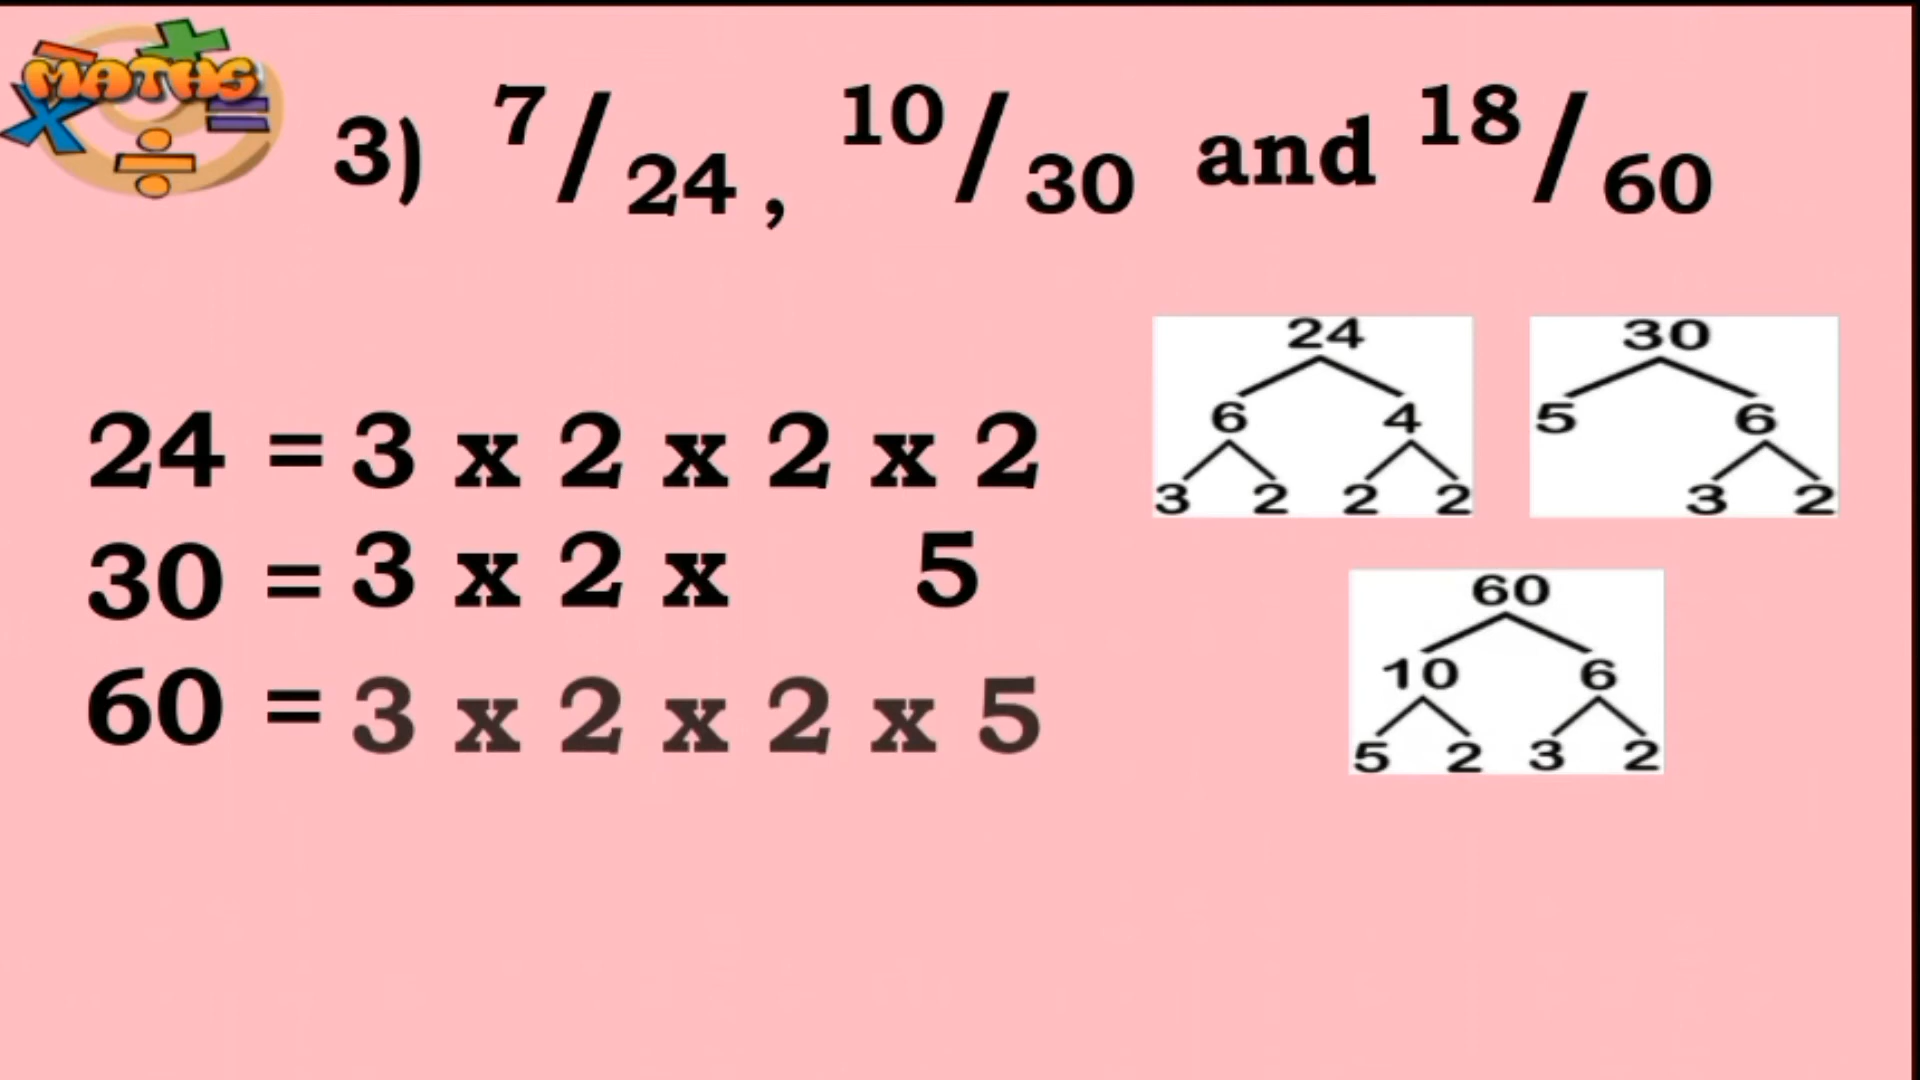 MATHS
3) 7/24 , 10/30 and 18/60
24 = 3 x 2 x 2 x 2
30 = 3 x 2 x 5
60 = 3 x 2 x 2 x 5
24
6 4
3 2 2 2
30
5 6
3 2
60
10 6
5 2 3 2